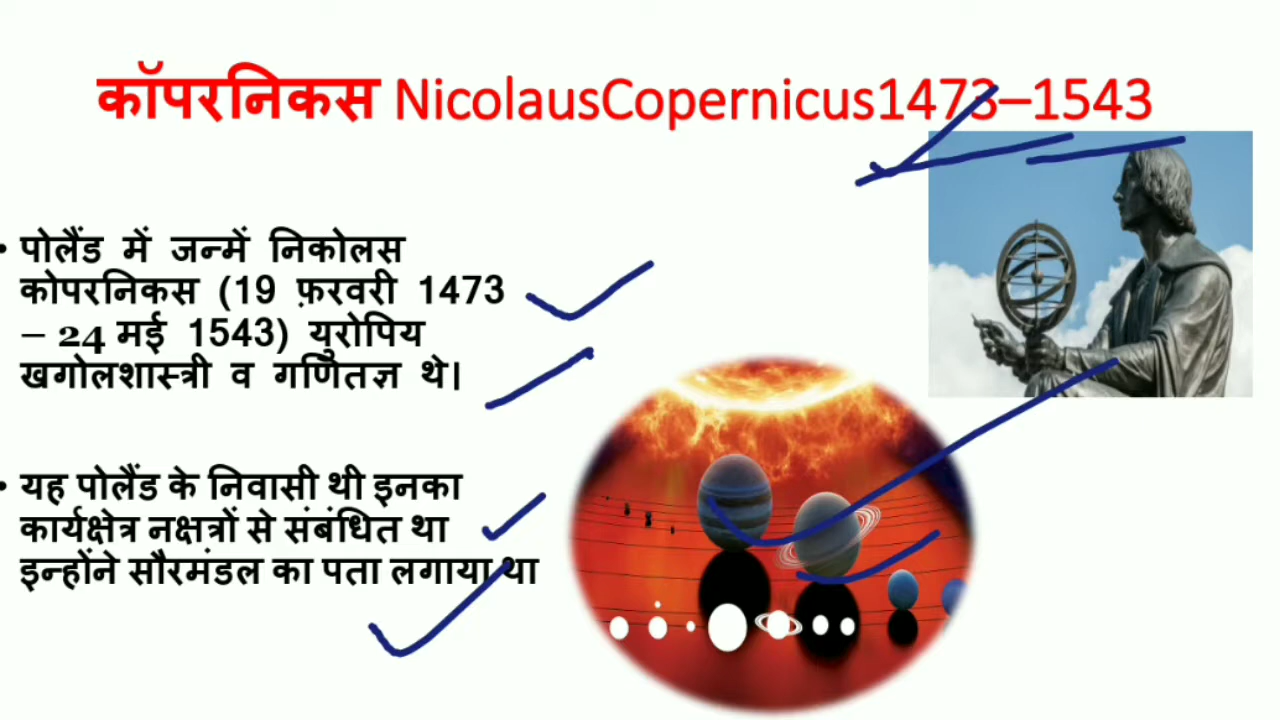 कॉपरनिकस NicolausCopernicus1473–1543
• पोलैंड में जन्में निकोलस
कोपरनिकस (19 फ़रवरी 1473
– 24 मई 1543) युरोपिय
खगोलशास्त्री व गणितज्ञ थे।
• यह पोलैंड के निवासी थी इनका
कार्यक्षेत्र नक्षत्रों से संबंधित था
इन्होंने सौरमंडल का पता लगाया था